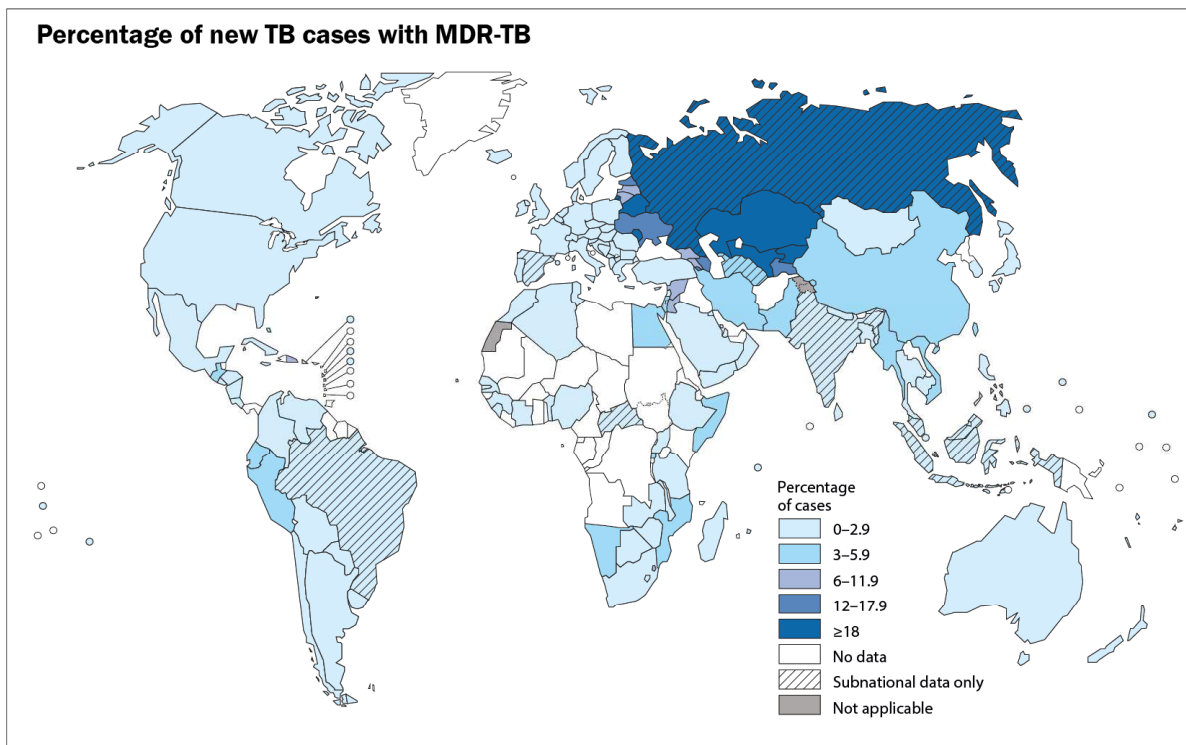 Percentage of new TB cases with MDR-TB
Percentage
of cases
0–2.9
3–5.9
6–11.9
12–17.9
≥18
No data
Subnational data only
Not applicable